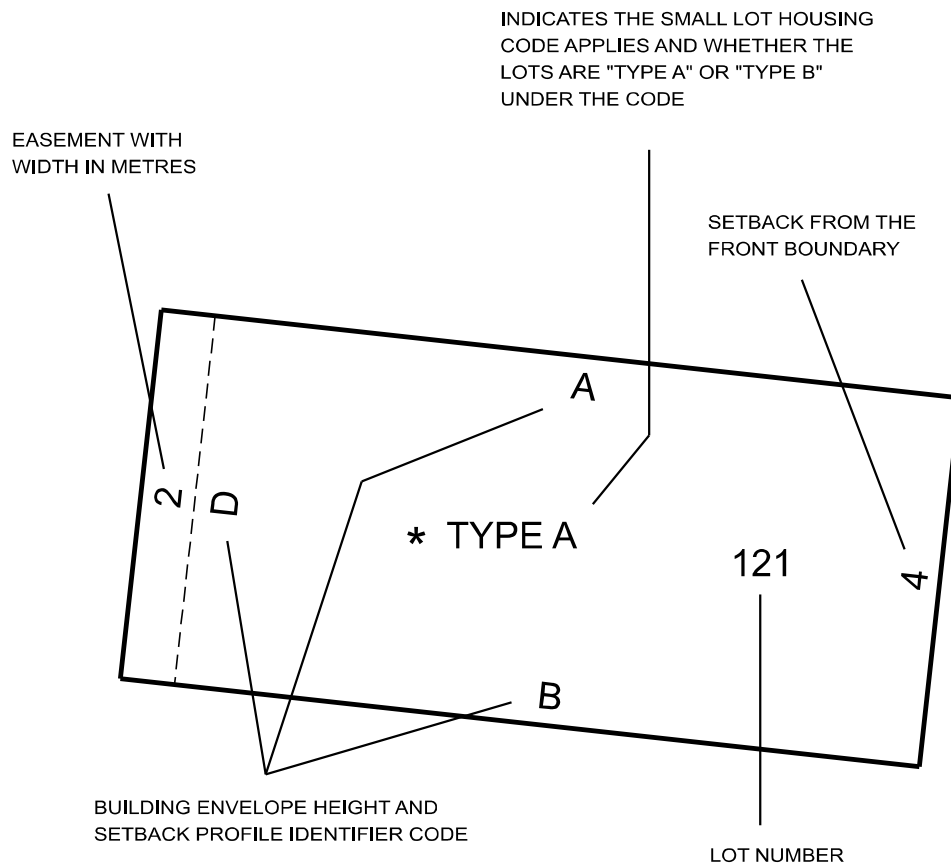 INDICATES THE SMALL LOT HOUSING
CODE APPLIES AND WHETHER THE
LOTS ARE "TYPE A" OR "TYPE B"
UNDER THE CODE
EASEMENT WITH
WIDTH IN METRES
SETBACK FROM THE
FRONT BOUNDARY
A
2
D
* TYPE A
121
4
B
BUILDING ENVELOPE HEIGHT AND
SETBACK PROFILE IDENTIFIER CODE
LOT NUMBER